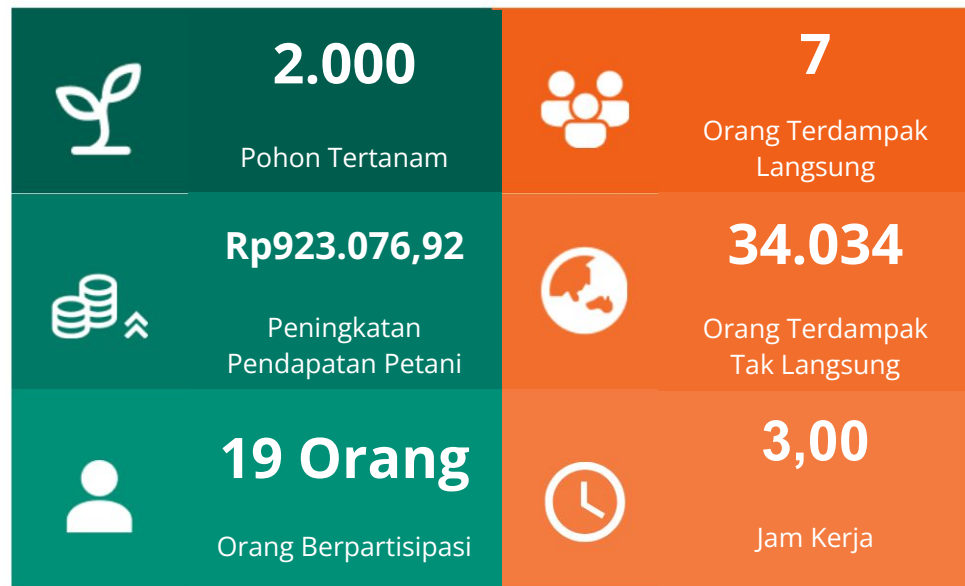 2.000
Pohon Tertanam
7
Orang Terdampak
Langsung
Rp923.076,92
Peningkatan
Pendapatan Petani
34.034
Orang Terdampak
Tak Langsung
19 Orang
Orang Berpartisipasi
3,00
Jam Kerja